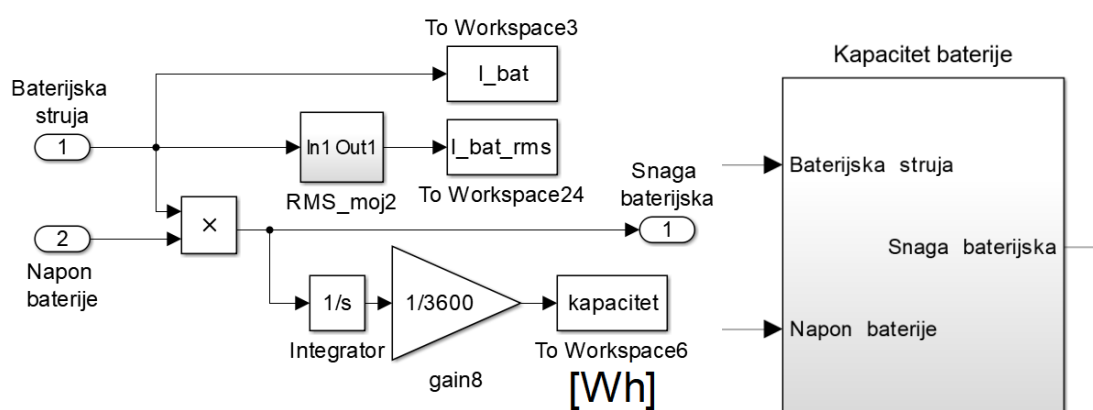 To Workspace3
I_bat
Baterijska
struja
1
In1 Out1
RMS_moj2
I_bat_rms
To Workspace24
Snaga
baterijska
1
×
2
Napon
baterije
1/s
Integrator
1/3600
gain8
kapacitet
To Workspace6
[Wh]
Kapacitet baterije
Baterijska struja
Snaga baterijska
Napon baterije